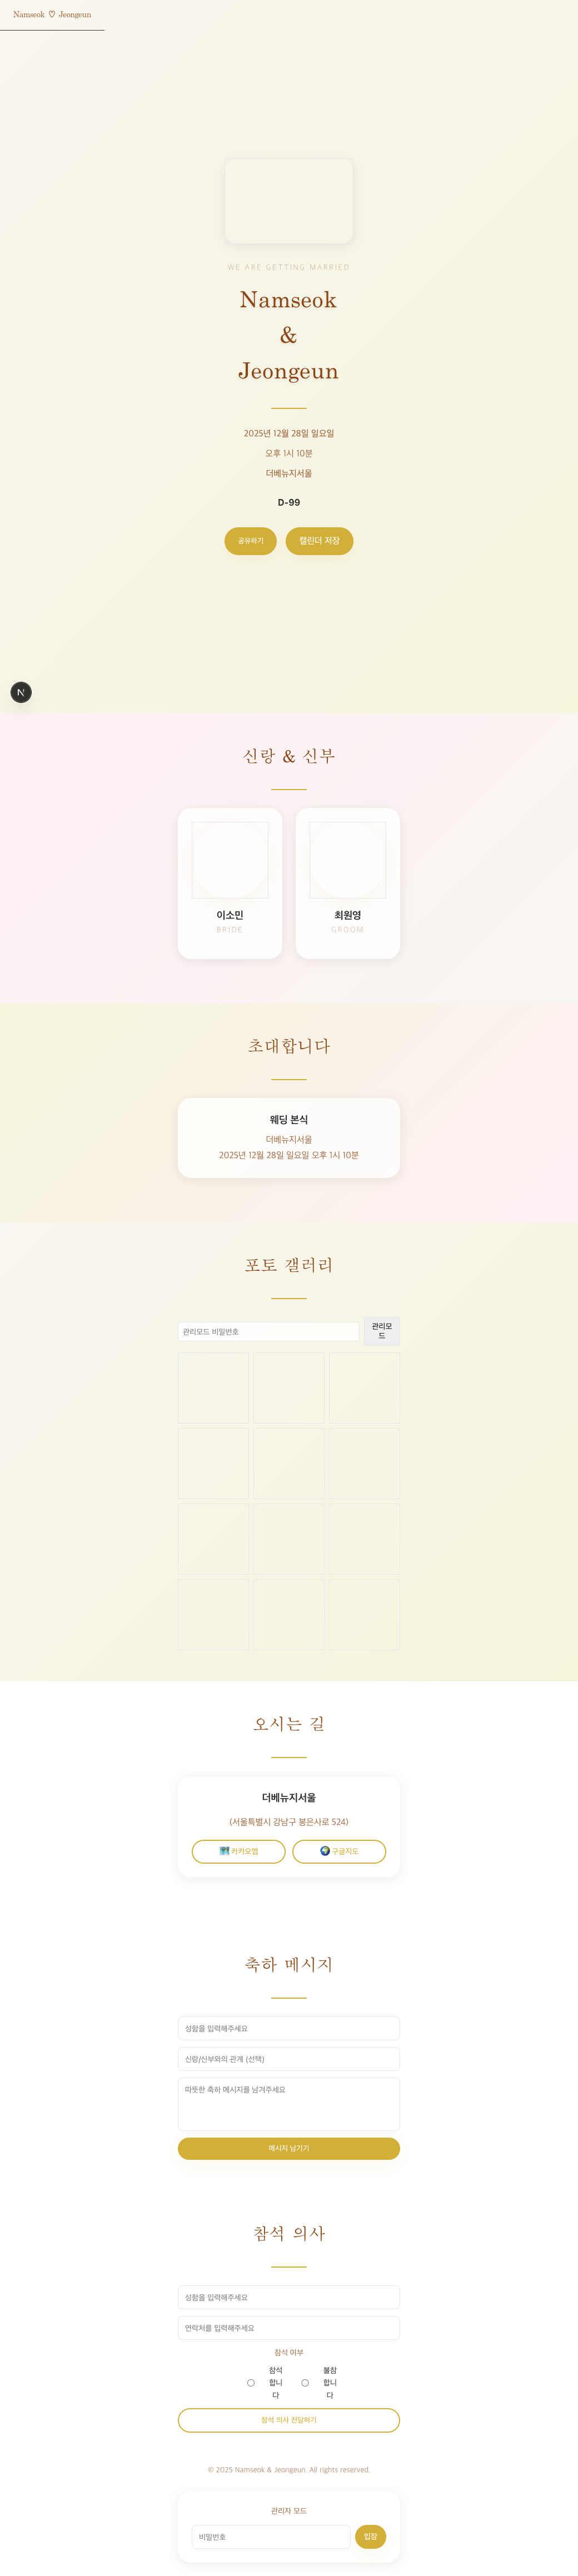 Namseok ♡ Jeongeun
WE ARE GETTING MARRIED
Namseok
&
Jeongeun
2025년 12월 28일 일요일
오후 1시 10분
더베뉴지서울
D-99
공유하기
캘린더 저장
N
신랑 & 신부
이소민
BRIDE
최원영
GROOM
초대합니다
웨딩 본식
더베뉴지서울
2025년 12월 28일 일요일 오후 1시 10분
포토 갤러리
관리모드 비밀번호
관리모
드
오시는 길
더베뉴지서울
(서울특별시 강남구 봉은사로 524)
카카오맵
구글지도
축하 메시지
성함을 입력해주세요
신랑/신부와의 관계 (선택)
따뜻한 축하 메시지를 남겨주세요
메시지 남기기
참석 의사
성함을 입력해주세요
연락처를 입력해주세요
참석 여부
참석
합니
다
불참
합니
다
참석 의사 전달하기
© 2025 Namseok & Jeongeun. All rights reserved.
관리자 모드
비밀번호
입장